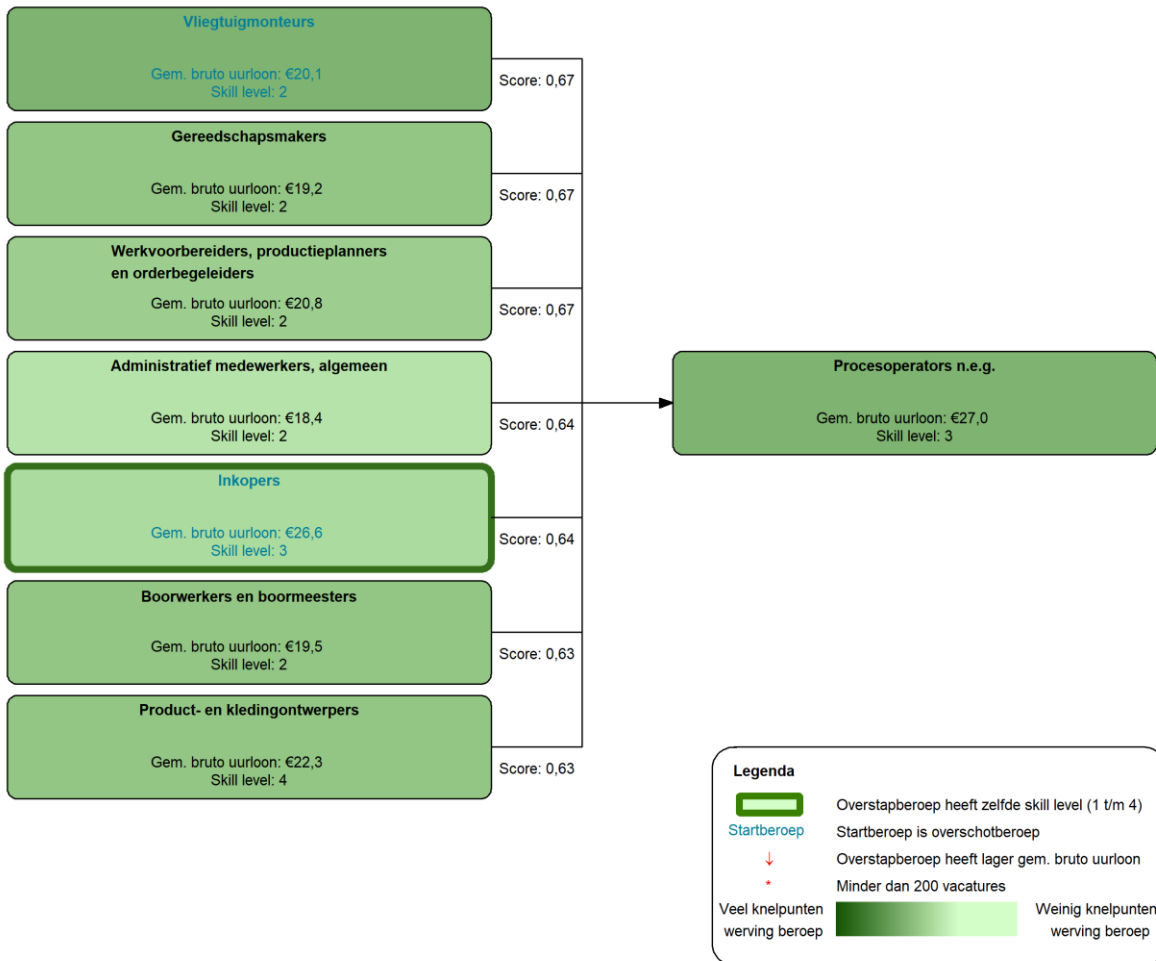 Vliegtuigmonteurs
Gem. bruto uurloon: €20,1
Skill level: 2
Score: 0,67
Gereedschapsmakers
Gem. bruto uurloon: €19,2
Skill level: 2
Score: 0,67
Werkvoorbereiders, productieplanners
en orderbegeleiders
Gem. bruto uurloon: €20,8
Skill level: 2
Score: 0,67
Administratief medewerkers, algemeen
Gem. bruto uurloon: €18,4
Skill level: 2
Score: 0,64
Inkopers
Gem. bruto uurloon: €26,6
Skill level: 3
Score: 0,64
Boorwerkers en boormeesters
Gem. bruto uurloon: €19,5
Skill level: 2
Score: 0,63
Product- en kledingontwerpers
Gem. bruto uurloon: €22,3
Skill level: 4
Score: 0,63
Procesoperators n.e.g.
Gem. bruto uurloon: €27,0
Skill level: 3
Legenda
Overstapberoep heeft zelfde skill level (1 t/m 4)
Startberoep Startberoep is overschotberoep
↓ Overstapberoep heeft lager gem. bruto uurloon
* Minder dan 200 vacatures
Veel knelpunten Weinig knelpunten
werving beroep werving beroep